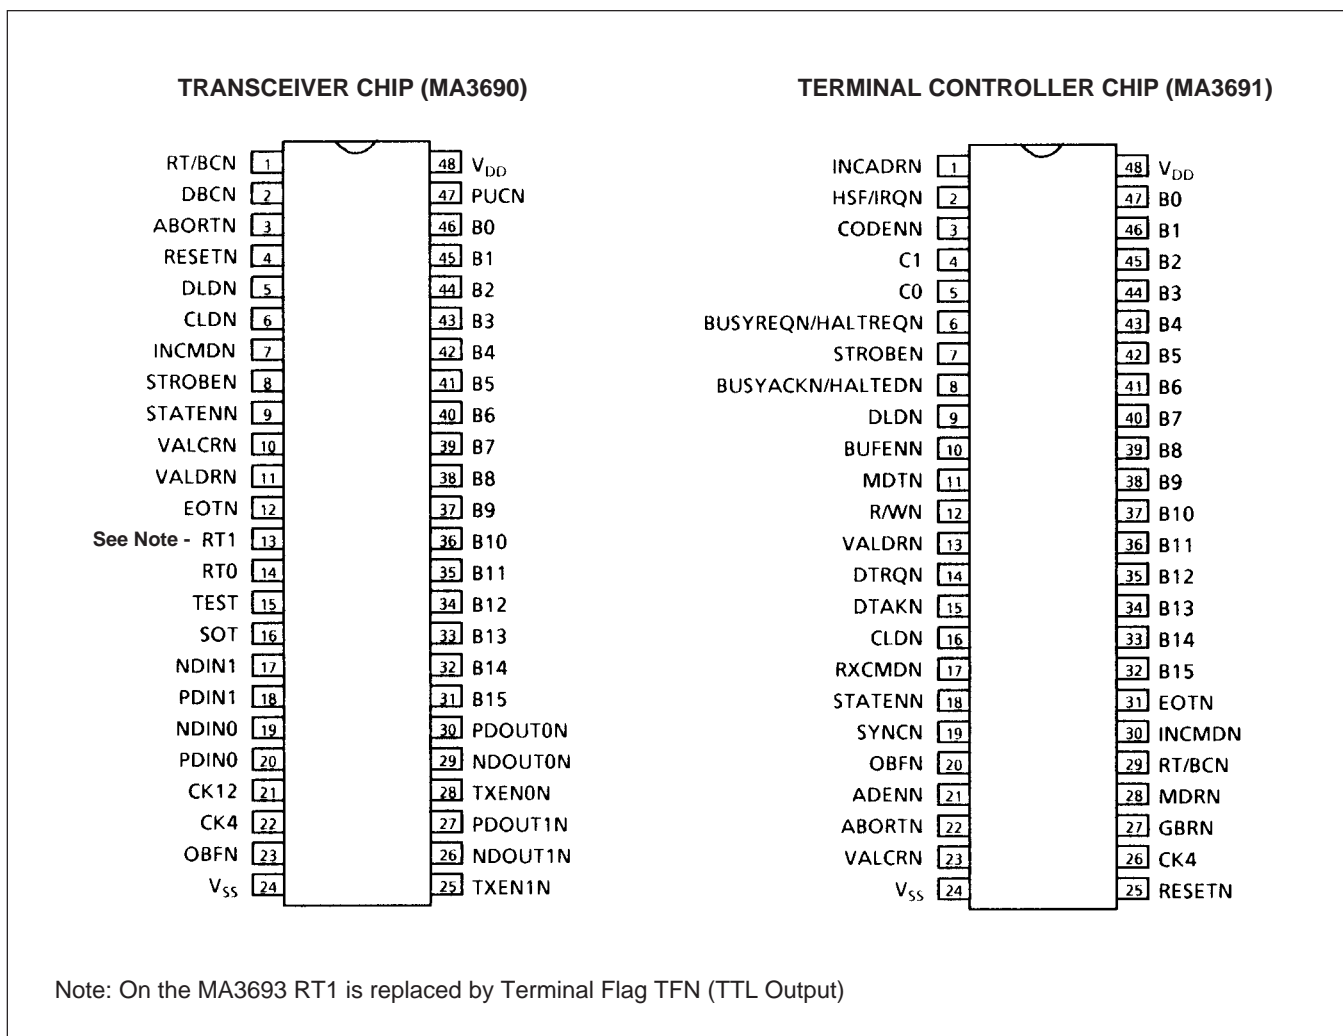 TRANSCEIVER CHIP (MA3690)
RT/BCN 1 48 VDD
DBCN 2 47 PUCN
ABORTN 3 46 B0
RESETN 4 45 B1
DLDN 5 44 B2
CLDN 6 43 B3
INCMDN 7 42 B4
STROBEN 8 41 B5
STATENN 9 40 B6
VALCRN 10 39 B7
VALDRN 11 38 B8
EOTN 12 37 B9
See Note - RT1 13 36 B10
RT0 14 35 B11
TEST 15 34 B12
SOT 16 33 B13
NDIN1 17 32 B14
PDIN1 18 31 B15
NDIN0 19 30 PDOUT0N
PDIN0 20 29 NDOUT0N
CK12 21 28 TXEN0N
CK4 22 27 PDOUT1N
OBFN 23 26 NDOUT1N
VSS 24 25 TXEN1N
TERMINAL CONTROLLER CHIP (MA3691)
INCADRN 1 48 VDD
HSF/IRQN 2 47 B0
CODENN 3 46 B1
C1 4 45 B2
C0 5 44 B3
BUSYREQN/HALTREQN 6 43 B4
STROBEN 7 42 B5
BUSYACKN/HALTEDN 8 41 B6
DLDN 9 40 B7
BUFENN 10 39 B8
MDTN 11 38 B9
R/WN 12 37 B10
VALDRN 13 36 B11
DTRQN 14 35 B12
DTAKN 15 34 B13
CLDN 16 33 B14
RXCMDN 17 32 B15
STATENN 18 31 EOTN
SYNCN 19 30 INCMDN
OBFN 20 29 RT/BCN
ADENN 21 28 MDRN
ABORTN 22 27 GBRN
VALCRN 23 26 CK4
VSS 24 25 RESETN
Note: On the MA3693 RT1 is replaced by Terminal Flag TFN (TTL Output)